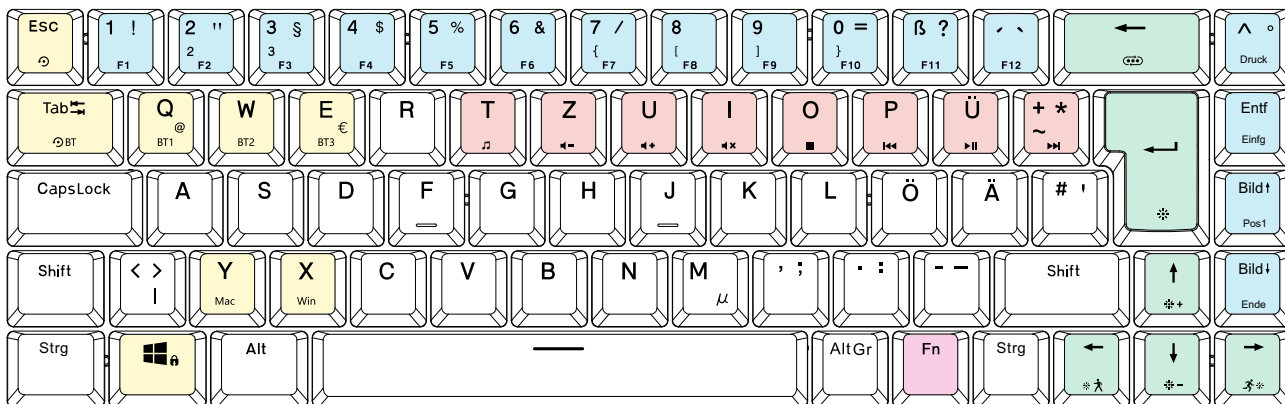 Esc 1 ! 2 " 3 § 4 $ 5 % 6 & 7 / 8 9 0 = ß ? ´ ` ← ^ °
2 3 { [ ] }
F1 F2 F3 F4 F5 F6 F7 F8 F9 F10 F11 F12 Druck
Tab Q W E R T Z U I O P Ü + * Entf
@ € ~
BT BT1 BT2 BT3 Einfg
CapsLock A S D F G H J K L Ö Ä # ' Bild↑
Pos1
Shift < > Y X C V B N M , ; . : - – Shift ↑ Bild↓
| Mac Win µ + Ende
Strg Alt AltGr Fn Strg ← ↓ →
-